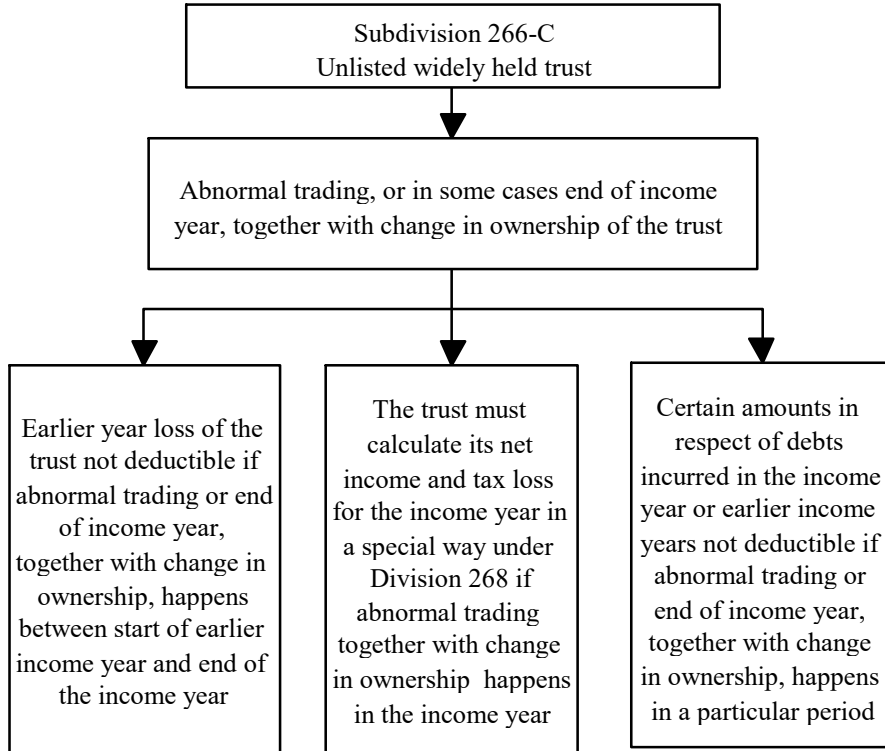 Subdivision 266-C
Unlisted widely held trust
Abnormal trading, or in some cases end of income
year, together with change in ownership of the trust
Earlier year loss of the
trust not deductible if
abnormal trading or end
of income year,
together with change in
ownership, happens
between start of earlier
income year and end of
the income year
The trust must
calculate its net
income and tax loss
for the income year in
a special way under
Division 268 if
abnormal trading
together with change
in ownership happens
in the income year
Certain amounts in
respect of debts
incurred in the income
year or earlier income
years not deductible if
abnormal trading or
end of income year,
together with change
in ownership, happens
in a particular period